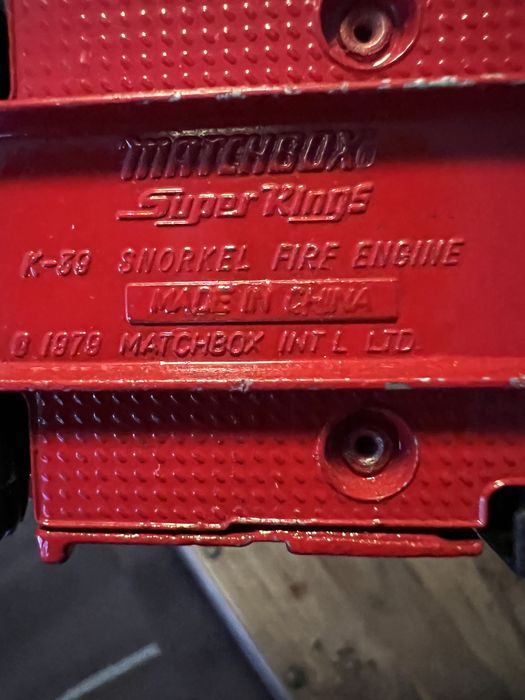 MATCHBOX
Super Kings
K-39 SNORKEL FIRE ENGINE
MADE IN CHINA
© 1979 MATCHBOX INT'L LTD.